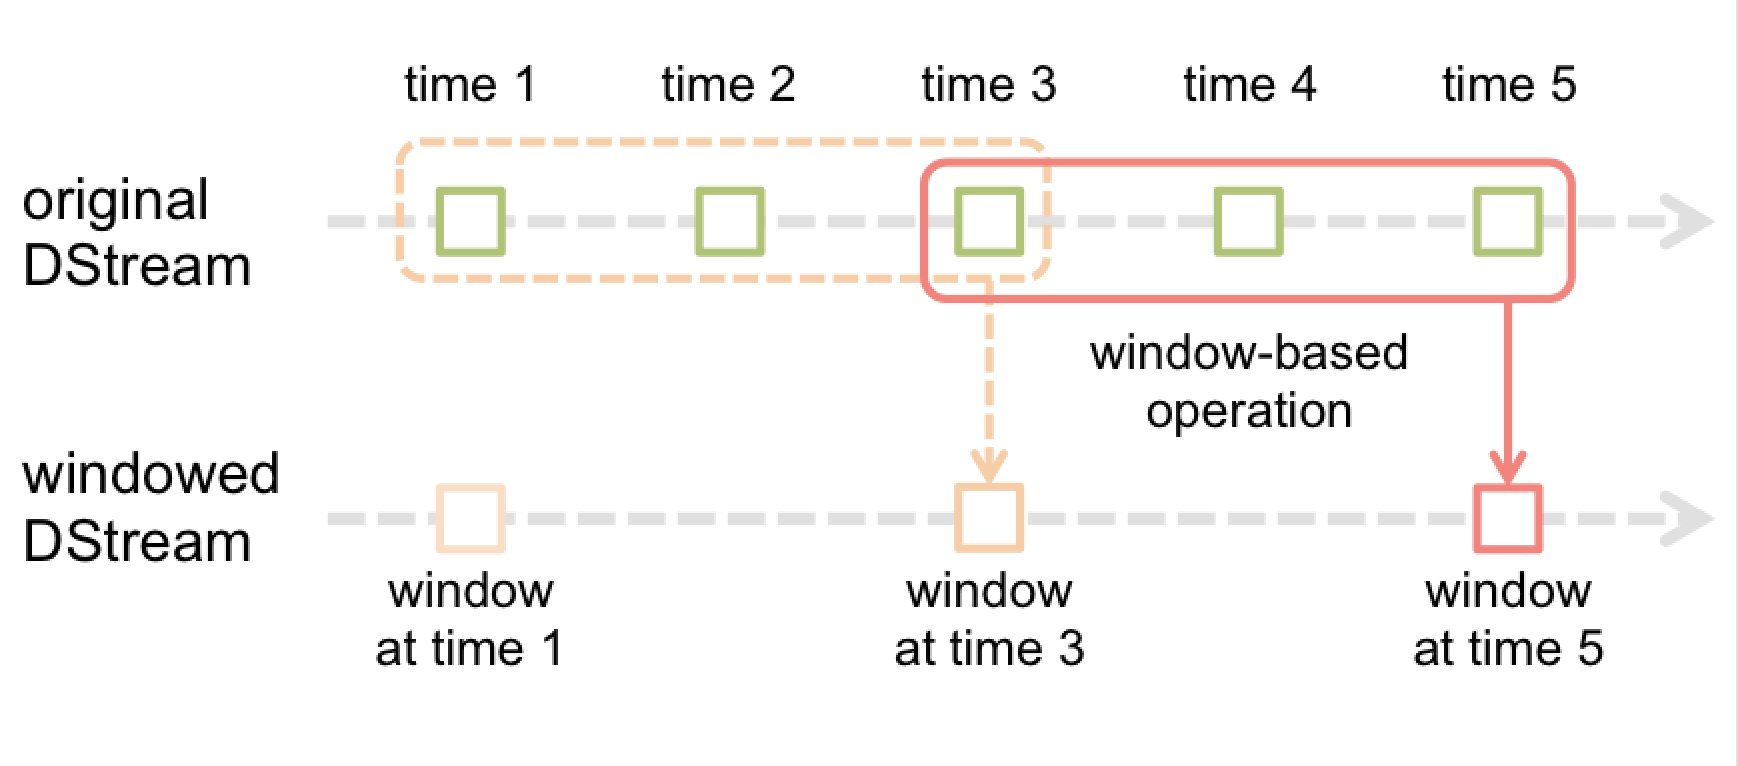 time 1
time 2
time 3
time 4
time 5
original
DStream
window-based
operation
windowed
DStream
window
at time 1
window
at time 3
window
at time 5